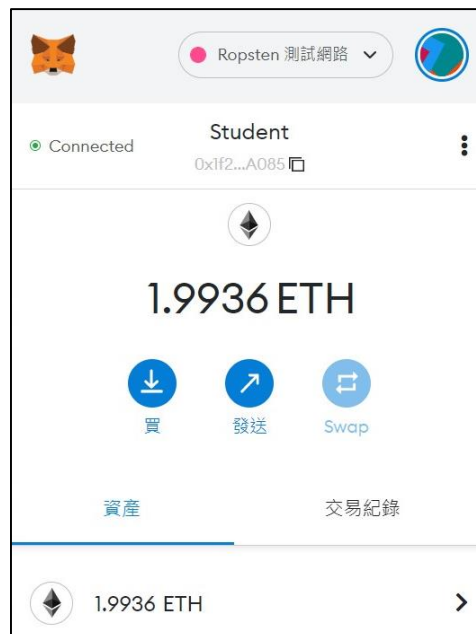 Ropsten 測試網路
Connected
Student
0x1f2...A085
1.9936 ETH
買
發送
Swap
資產
交易紀錄
1.9936 ETH